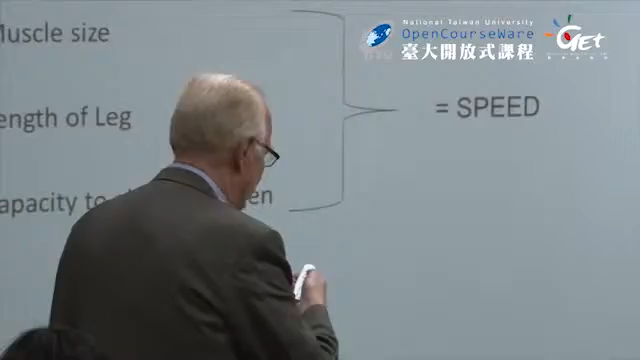 Muscle size
ength of Leg
apacity to
en
= SPEED
National Taiwan University
OpenCourseWare
臺大開放式課程
GET